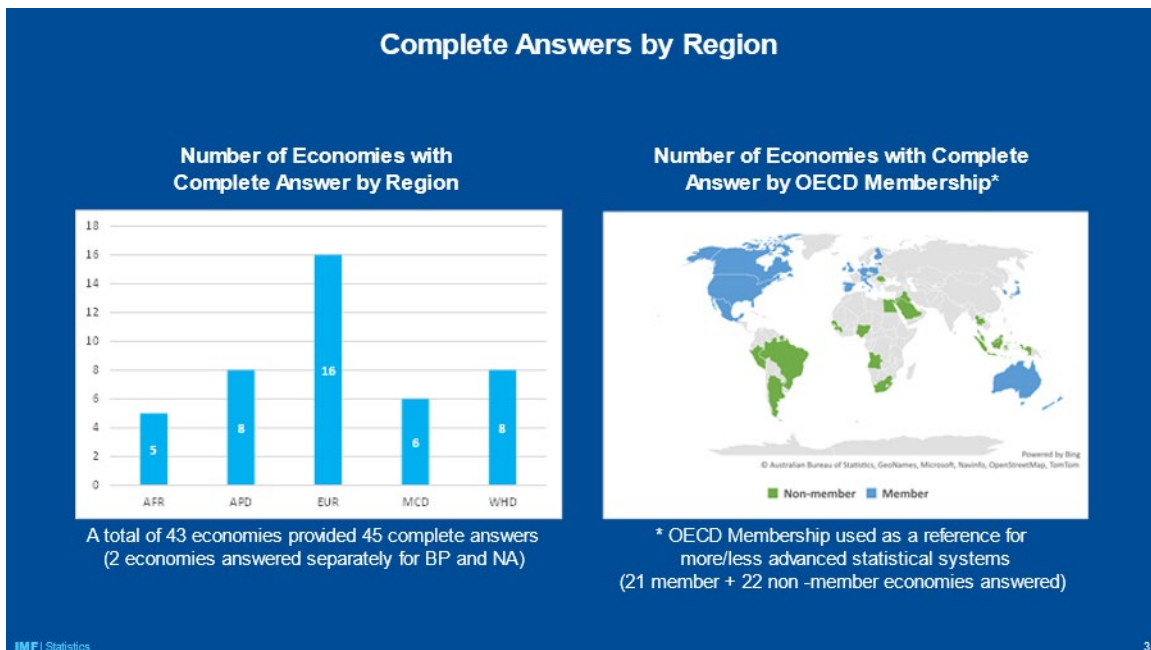 Complete Answers by Region
Number of Economies with
Complete Answer by Region
18
16
14
12
10
8
6
4
2
0
5
8
16
6
8
AFR
APD
EUR
MCD
WHD
A total of 43 economies provided 45 complete answers
(2 economies answered separately for BP and NA)
Number of Economies with Complete
Answer by OECD Membership*
Powered by Bing
© Australian Bureau of Statistics, GeoNames, Microsoft, Navinfo, OpenStreetMap, TomTom
Non-member
Member
* OECD Membership used as a reference for
more/less advanced statistical systems
(21 member + 22 non -member economies answered)
IMF | Statistics
3